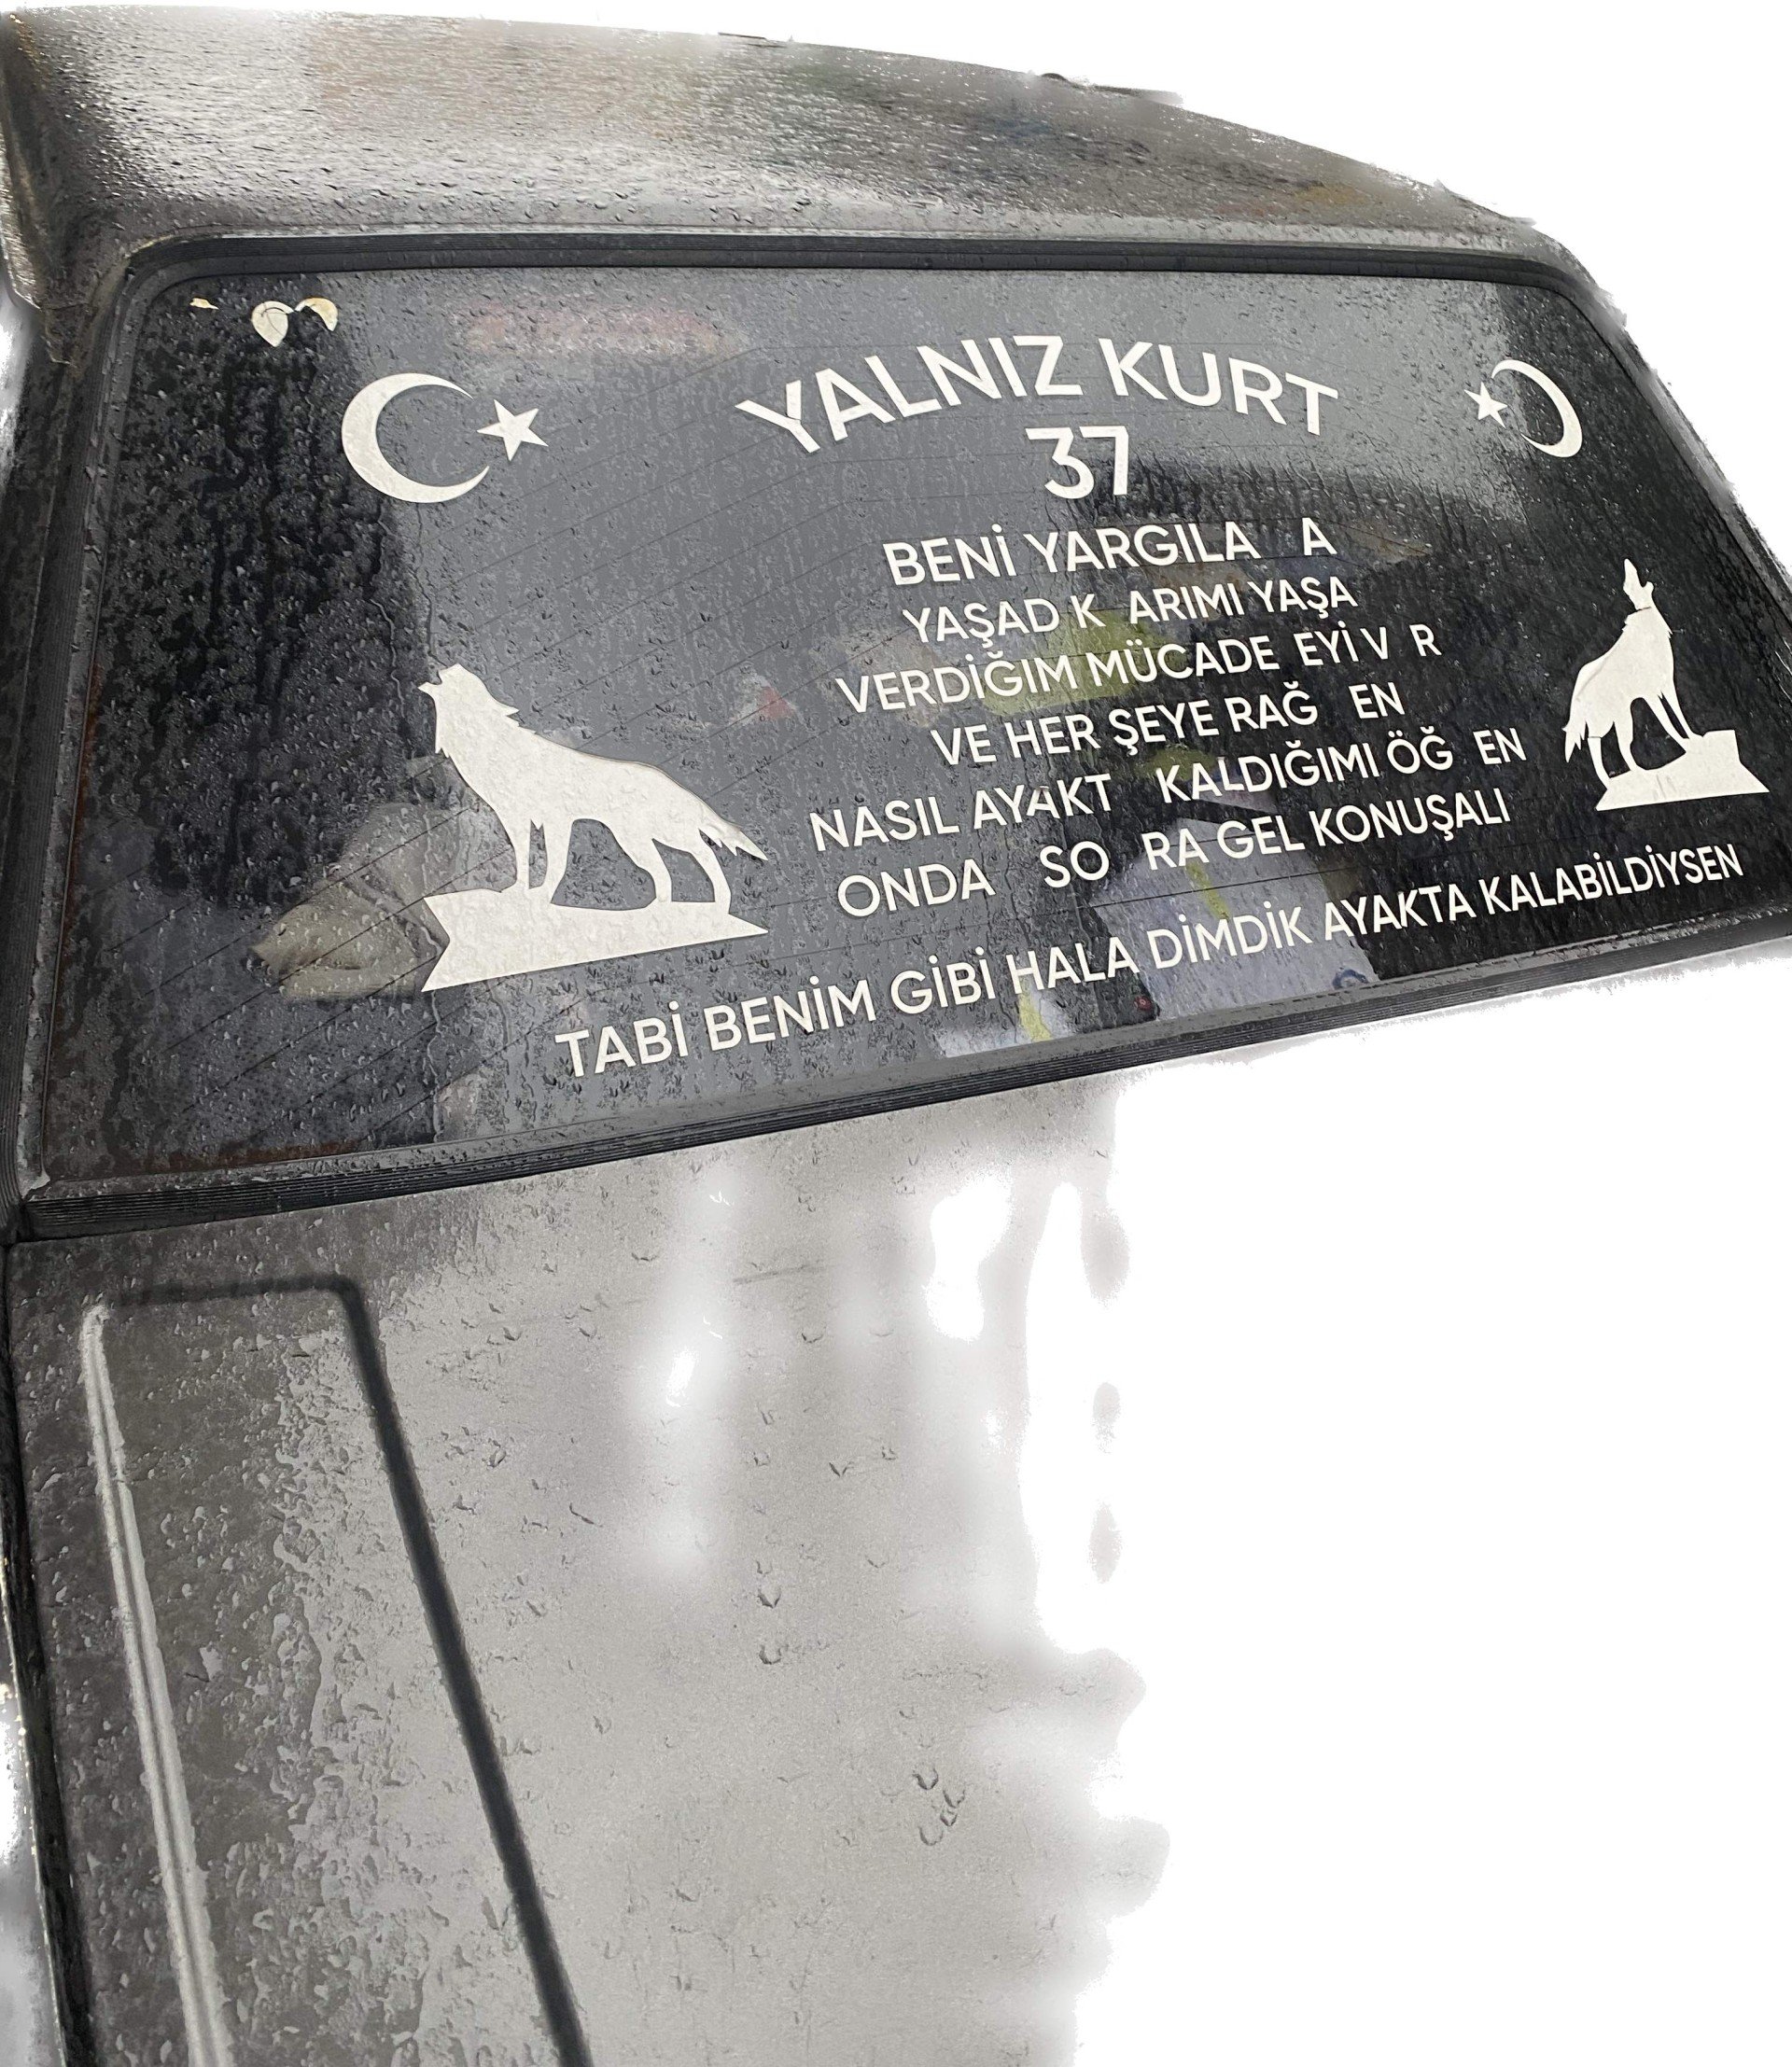 YALNIZ KURT
37
BENİ YARGILA A
YAŞAD K ARIMI YAŞA
VERDİĞIM MÜCADE EYİ V R
VE HER ŞEYE RAĞ EN
NASIL AYAKT KALDIĞIMI ÖĞ EN
ONDA SO RA GEL KONUŞALI
TABİ BENİM GİBİ HALA DİMDİK AYAKTA KALABİLDİYSEN